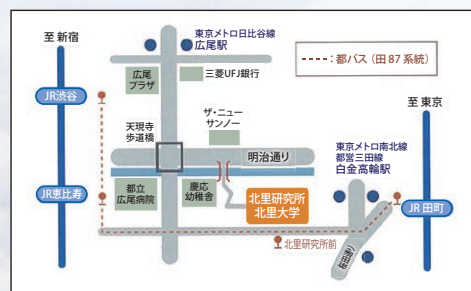 至 新宿
東京メトロ日比谷線
広尾駅
-----：都バス（田87系統）
広尾
プラザ
三菱UFJ銀行
JR渋谷
至 東京
ザ・ニュー
サンノー
天現寺
歩道橋
明治通り
東京メトロ南北線
都営三田線
白金高輪駅
JR恵比寿
都立
広尾病院
慶応
幼稚舎
北里研究所
北里大学
JR 田町
北里研究所前
桜田通り